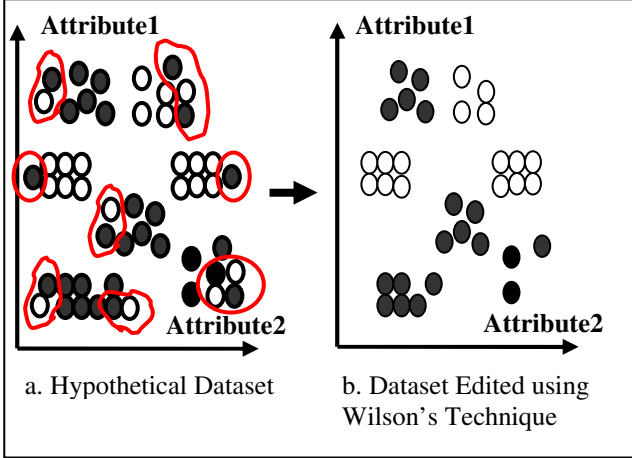 Attribute1
Attribute2
a. Hypothetical Dataset
Attribute1
Attribute2
b. Dataset Edited using
Wilson's Technique